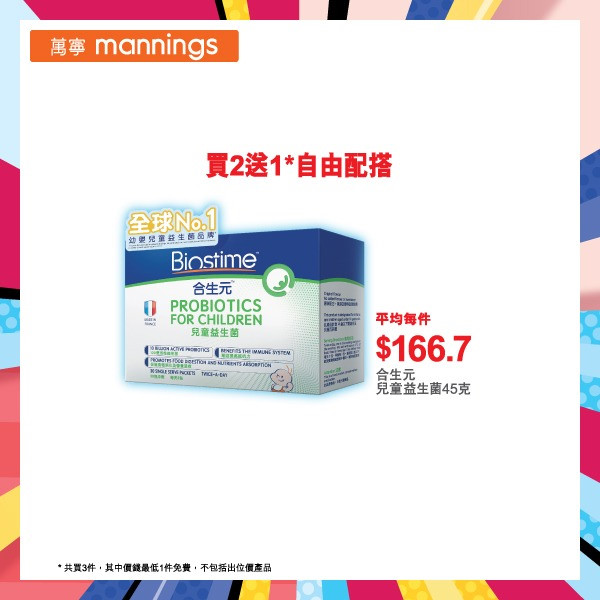 萬寧 mannings
買2送1*自由配搭
全球No.1
幼嬰兒童益生菌品牌
Biostime
合生元
PROBIOTICS
FOR CHILDREN
兒童益生菌
MADE IN
FRANCE
10 BILLION ACTIVE PROBIOTICS
BENEFITS THE IMMUNE SYSTEM
PROMOTES FOOD DIGESTION AND NUTRIENTS ABSORPTION
30 SINGLE SERVE PACKETS TWICE-A-DAY
平均每件
$166.7
合生元
兒童益生菌45克
* 共買3件，其中價錢最低1件免費，不包括出位價產品